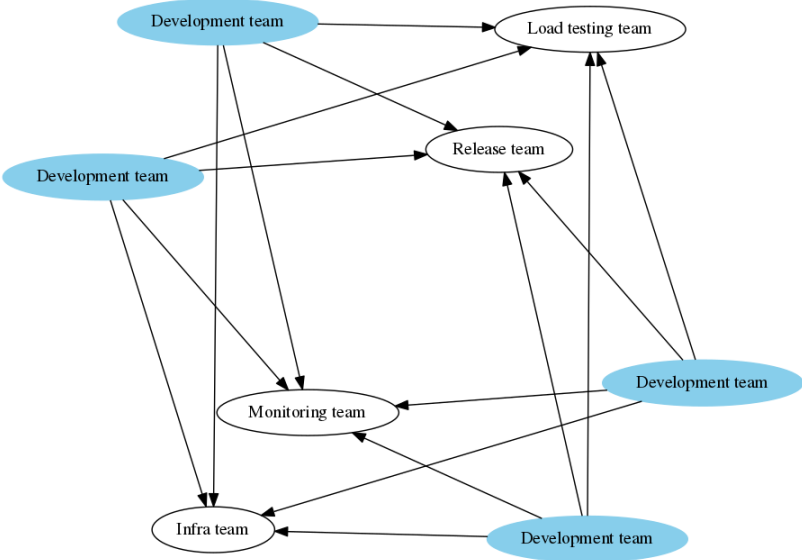 Development team
Load testing team
Release team
Development team
Development team
Monitoring team
Infra team
Development team